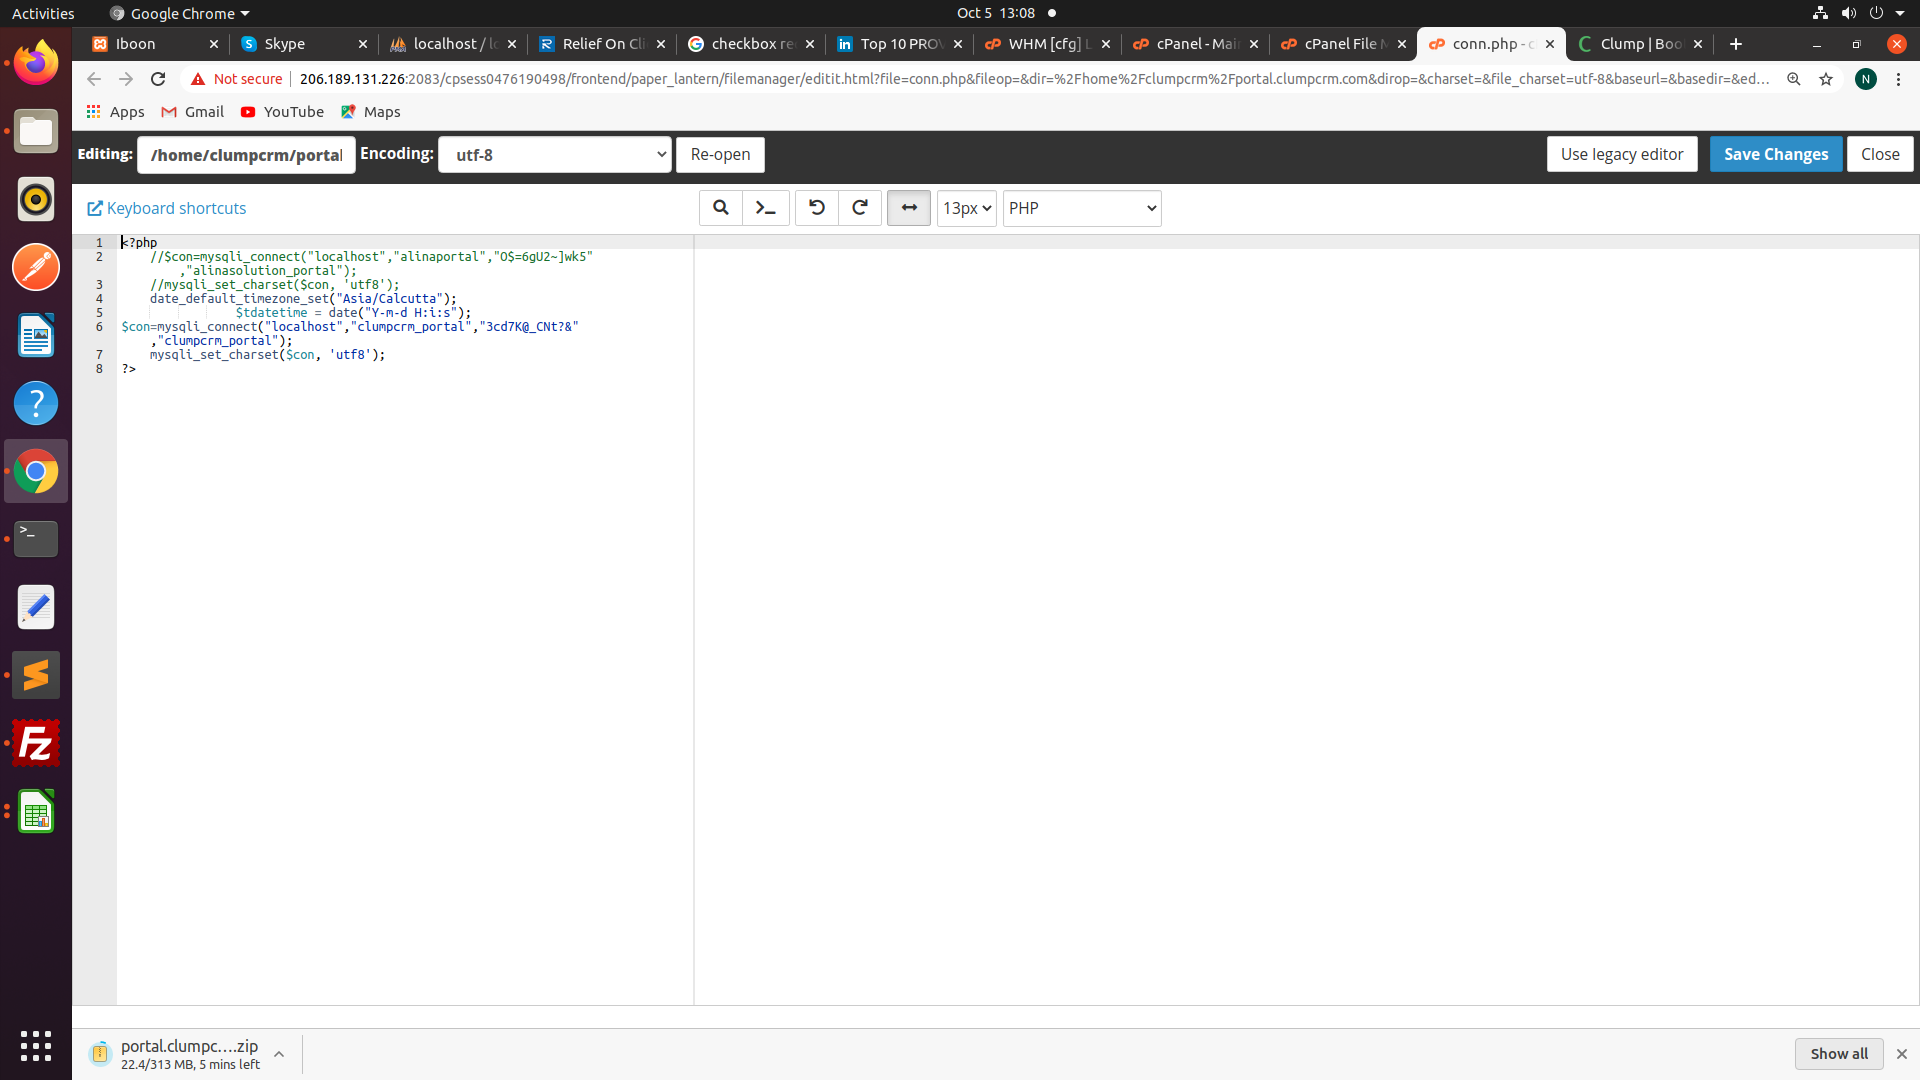 Activities
Google Chrome
Oct 5 13:08
Iboon
Skype
localhost / lo
Relief On Cli
checkbox re
Top 10 PROV
WHM [cfg] L
cPanel - Mai
cPanel File M
conn.php - c
Clump | Boo
Not secure
206.189.131.226:2083/cpsess0476190498/frontend/paper_lantern/filemanager/editit.html?file=conn.php&fileop=&dir=%2Fhome%2Fclumpcrm%2Fportal.clumpcrm.com&dirop=&charset=&file_charset=utf-8&baseurl=&basedir=&ed...
N
Apps
Gmail
YouTube
Maps
Editing:
/home/clumpcrm/portal
Encoding:
utf-8
Re-open
Use legacy editor
Save Changes
Close
Keyboard shortcuts
13px
PHP
1 <?php
2 //$con=mysqli_connect("localhost","alinaportal","O$=6gU2~]wk5"
,"alinasolution_portal");
3 //mysqli_set_charset($con, 'utf8');
4 date_default_timezone_set("Asia/Calcutta");
5 $tdatetime = date("Y-m-d H:i:s");
6 $con=mysqli_connect("localhost","clumpcrm_portal","3cd7K@_CNt?&"
,"clumpcrm_portal");
7 mysqli_set_charset($con, 'utf8');
8 ?>
portal.clumpc....zip
22.4/313 MB, 5 mins left
Show all